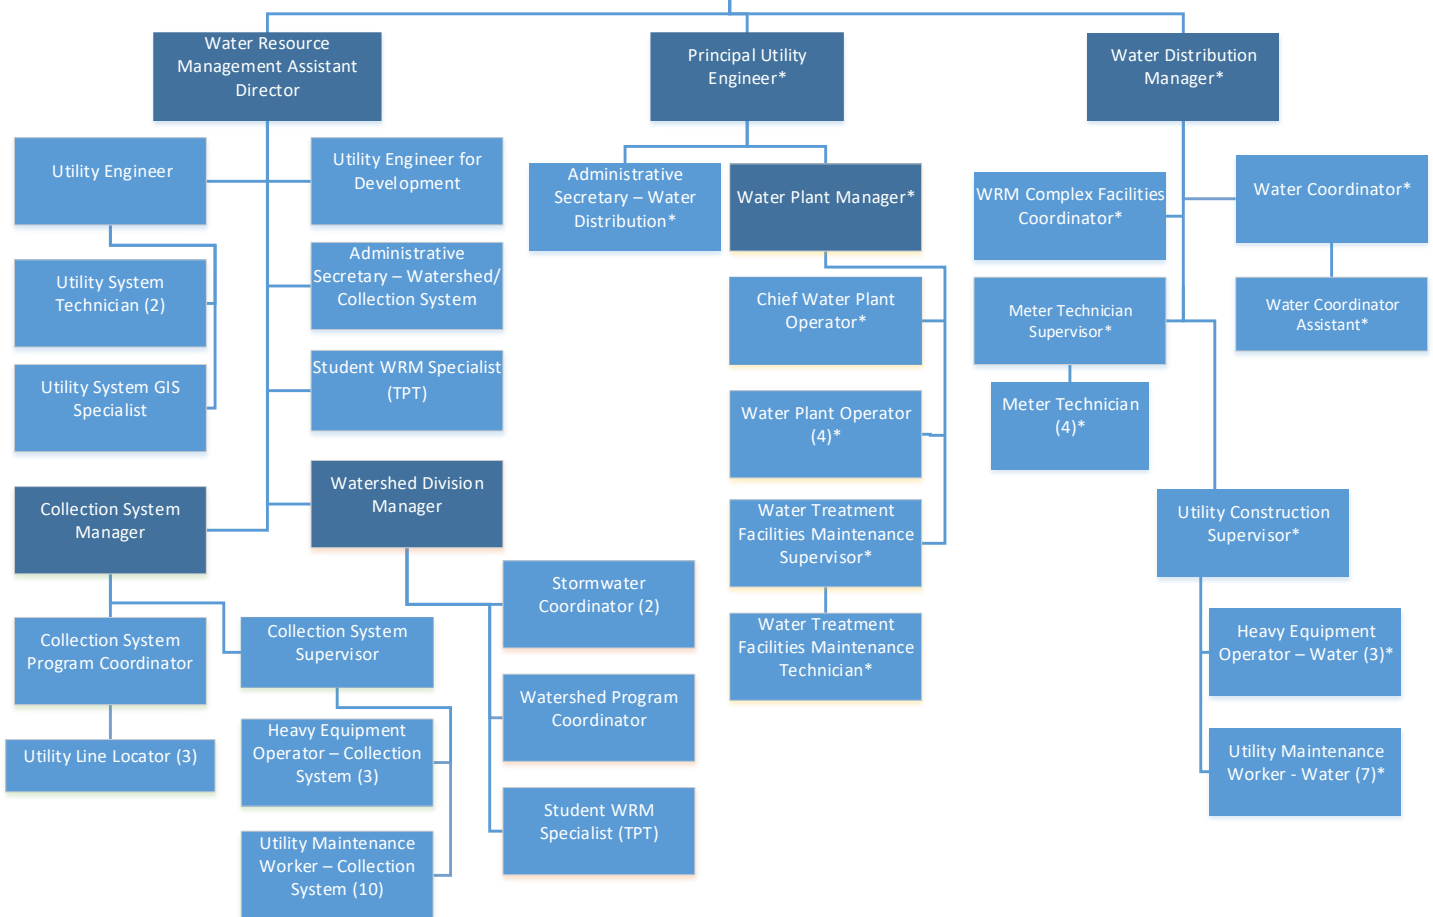 Water Resource
Management Assistant
Director
Principal Utility
Engineer*
Water Distribution
Manager*
Utility Engineer
Utility Engineer for
Development
Utility System
Technician (2)
Administrative
Secretary – Watershed/
Collection System
Utility System GIS
Specialist
Student WRM Specialist
(TPT)
Collection System
Manager
Watershed Division
Manager
Collection System
Program Coordinator
Utility Line Locator (3)
Collection System
Supervisor
Heavy Equipment
Operator – Collection
System (3)
Utility Maintenance
Worker – Collection
System (10)
Stormwater
Coordinator (2)
Watershed Program
Coordinator
Student WRM
Specialist (TPT)
Administrative
Secretary – Water
Distribution*
Water Plant Manager*
Chief Water Plant
Operator*
Water Plant Operator
(4)*
Water Treatment
Facilities Maintenance
Supervisor*
Water Treatment
Facilities Maintenance
Technician*
WRM Complex Facilities
Coordinator*
Water Coordinator*
Water Coordinator
Assistant*
Meter Technician
Supervisor*
Meter Technician
(4)*
Utility Construction
Supervisor*
Heavy Equipment
Operator – Water (3)*
Utility Maintenance
Worker - Water (7)*